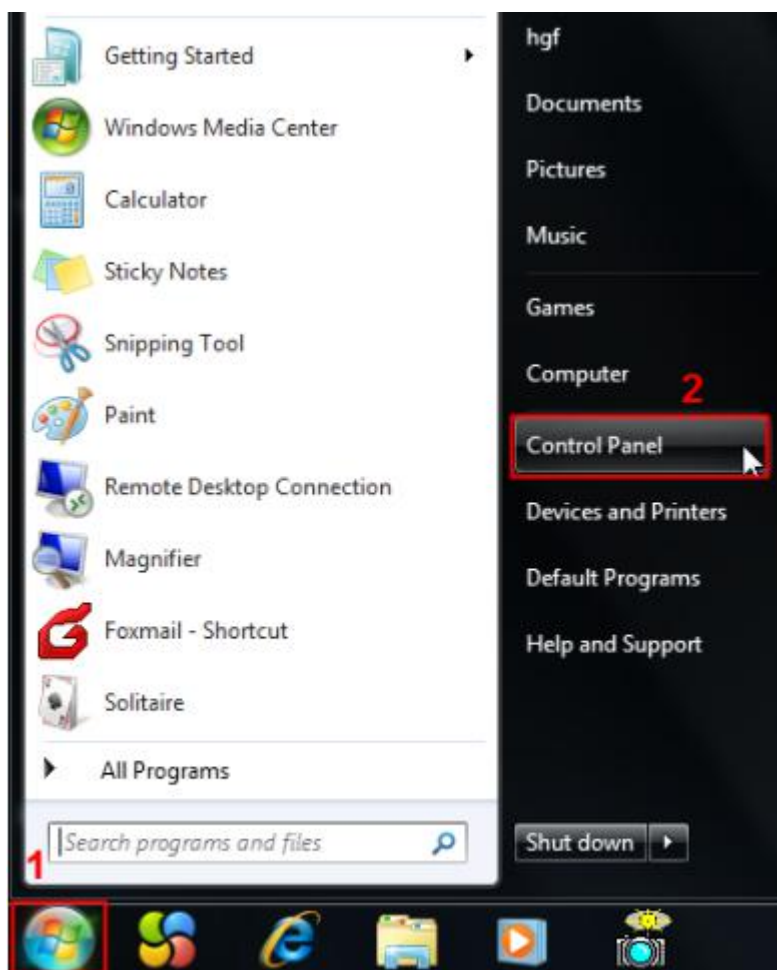 Getting Started
Windows Media Center
Calculator
Sticky Notes
Snipping Tool
Paint
Remote Desktop Connection
Magnifier
Foxmail - Shortcut
Solitaire
All Programs
Search programs and files
1
hgf
Documents
Pictures
Music
Games
Computer
2
Control Panel
Devices and Printers
Default Programs
Help and Support
Shut down